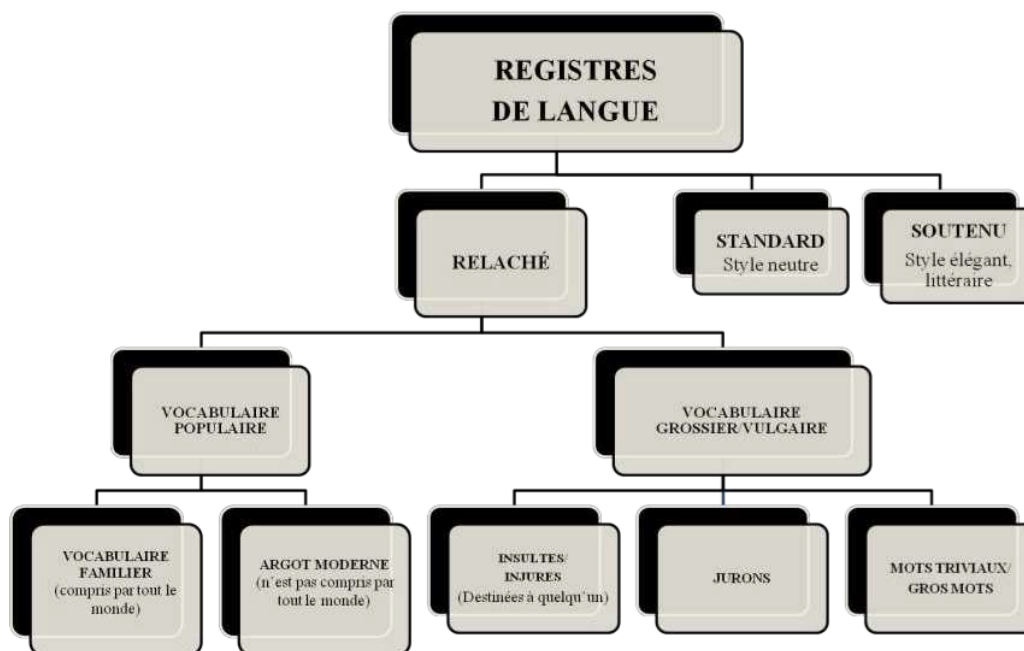 REGISTRES
DE LANGUE
RELACHÉ
STANDARD
Style neutre
SOUTENU
Style élégant,
littéraire
VOCABULAIRE
POPULAIRE
VOCABULAIRE
GROSSIER/VULGAIRE
VOCABULAIRE
FAMILIER
(compris par tout le
monde)
ARGOT MODERNE
(n'est pas compris par
tout le monde)
INSULTES/
INJURES
(Destinées à quelqu'un)
JURONS
MOTS TRIVIAUX/
GROS MOTS